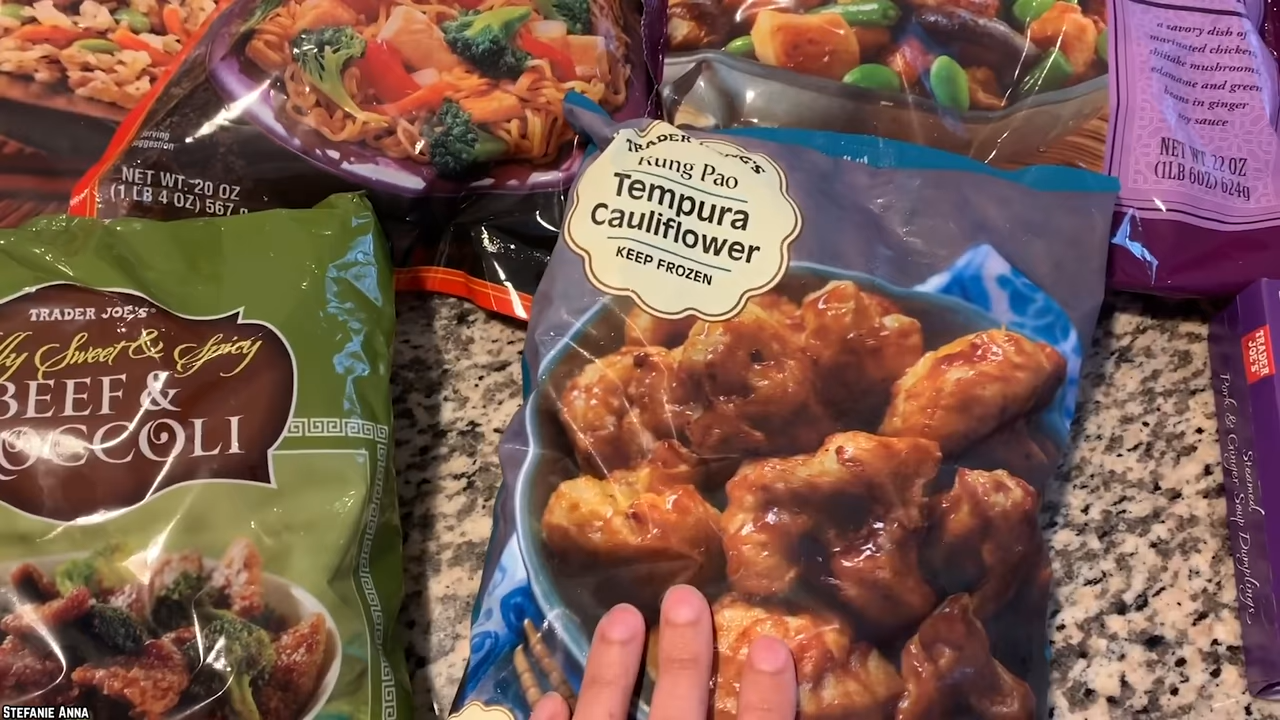 serving
suggestion
NET WT. 20 OZ
(1 LB 4 OZ) 567 g
a savory dish of
marinated chicken,
shiitake mushrooms,
edamame and green
beans in ginger
soy sauce
NET WT. 22 OZ
(1LB 6OZ) 624g
TRADER JOE'S
Kung Pao
Tempura
Cauliflower
KEEP FROZEN
TRADER JOE'S®
Sweet & Spicy
BEEF &
TRADER
JOE'S
Steamed
Pork & Ginger Soup Dumplings
STEFANIE ANNA